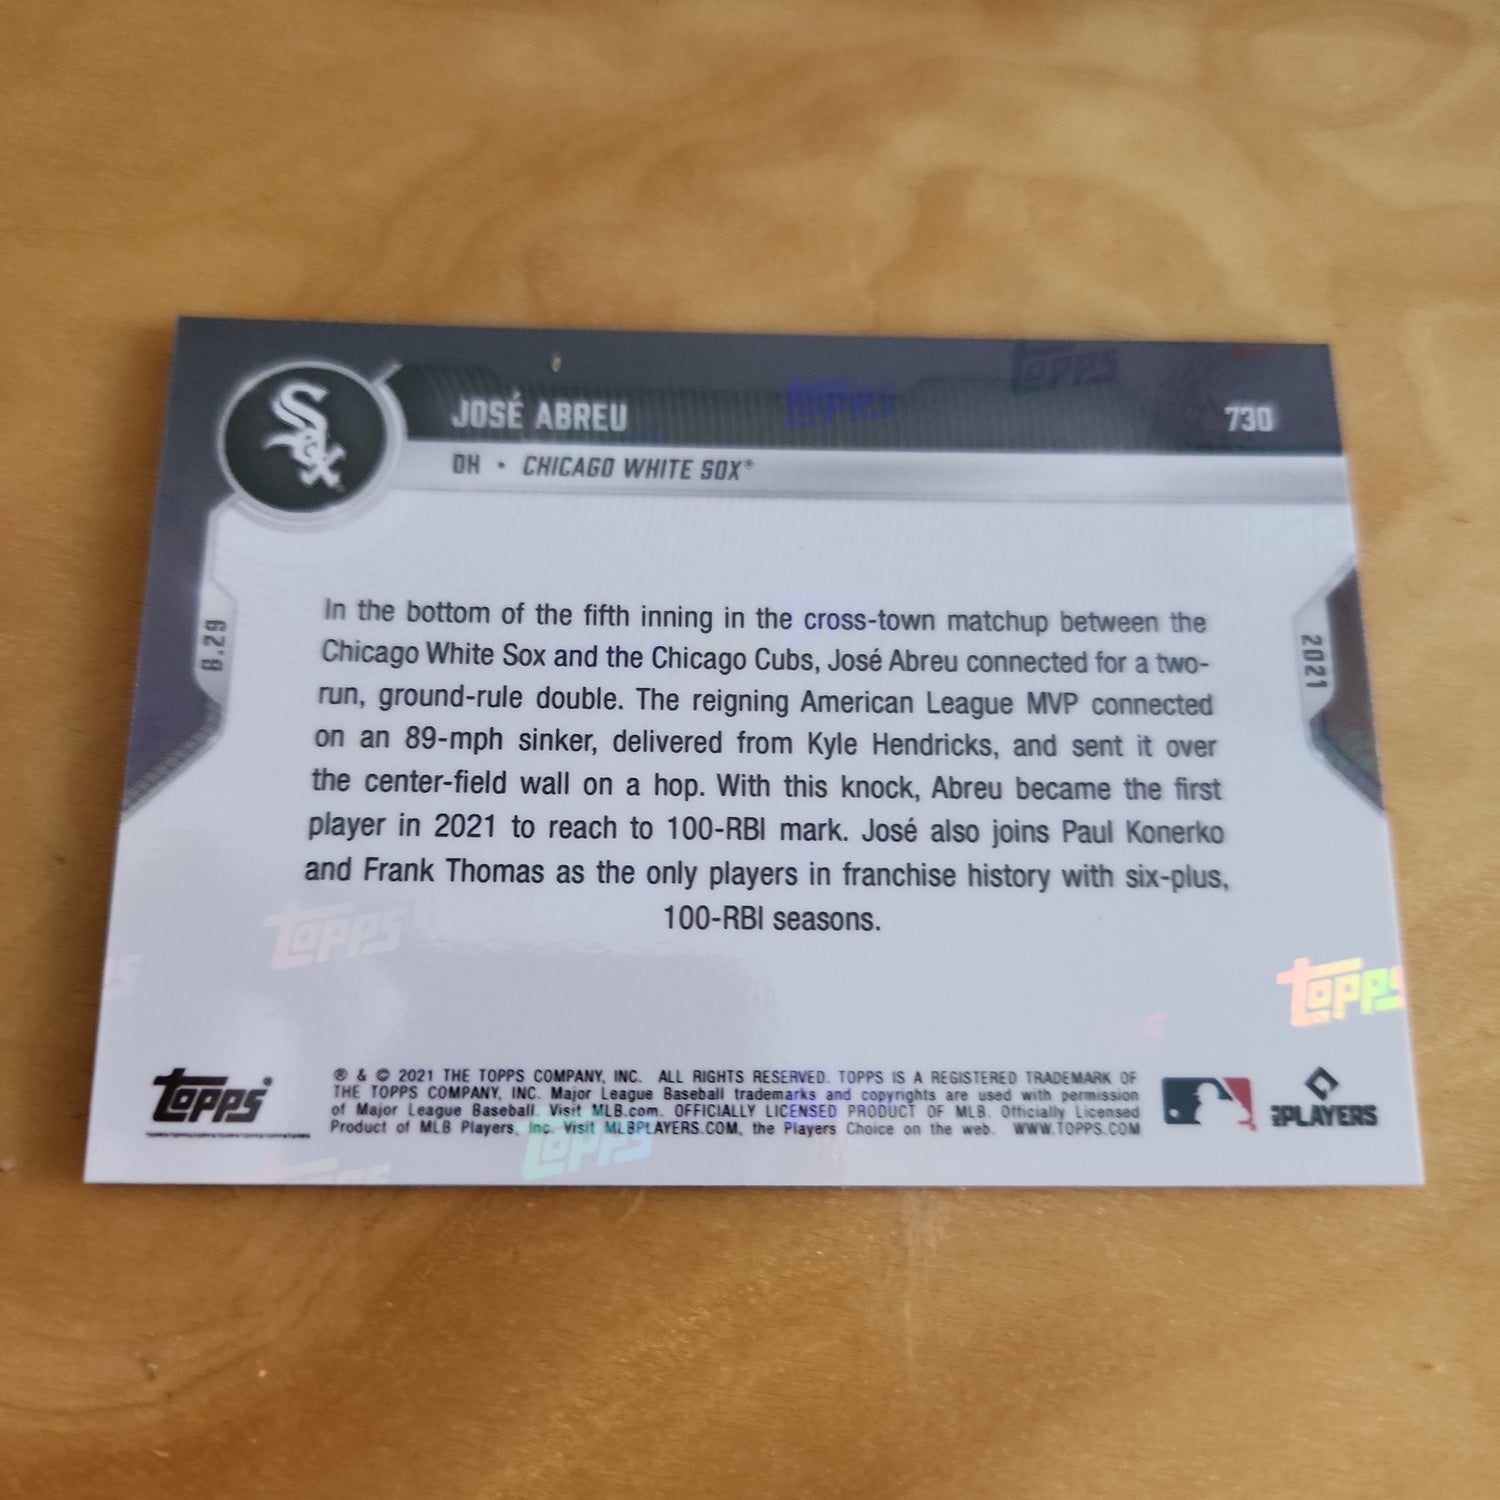 Sox
JOSÉ ABREU
730
DH • CHICAGO WHITE SOX®
8.29
2021
In the bottom of the fifth inning in the cross-town matchup between the
Chicago White Sox and the Chicago Cubs, José Abreu connected for a two-
run, ground-rule double. The reigning American League MVP connected
on an 89-mph sinker, delivered from Kyle Hendricks, and sent it over
the center-field wall on a hop. With this knock, Abreu became the first
player in 2021 to reach to 100-RBI mark. José also joins Paul Konerko
and Frank Thomas as the only players in franchise history with six-plus,
100-RBI seasons.
topps
topps
topps
topps
topps
topps®
® & © 2021 THE TOPPS COMPANY, INC. ALL RIGHTS RESERVED. TOPPS IS A REGISTERED TRADEMARK OF
THE TOPPS COMPANY, INC. Major League Baseball trademarks and copyrights are used with permission
of Major League Baseball. Visit MLB.com. OFFICIALLY LICENSED PRODUCT OF MLB. Officially Licensed
Product of MLB Players, Inc. Visit MLBPLAYERS.COM, the Players Choice on the web. WWW.TOPPS.COM
PLAYERS